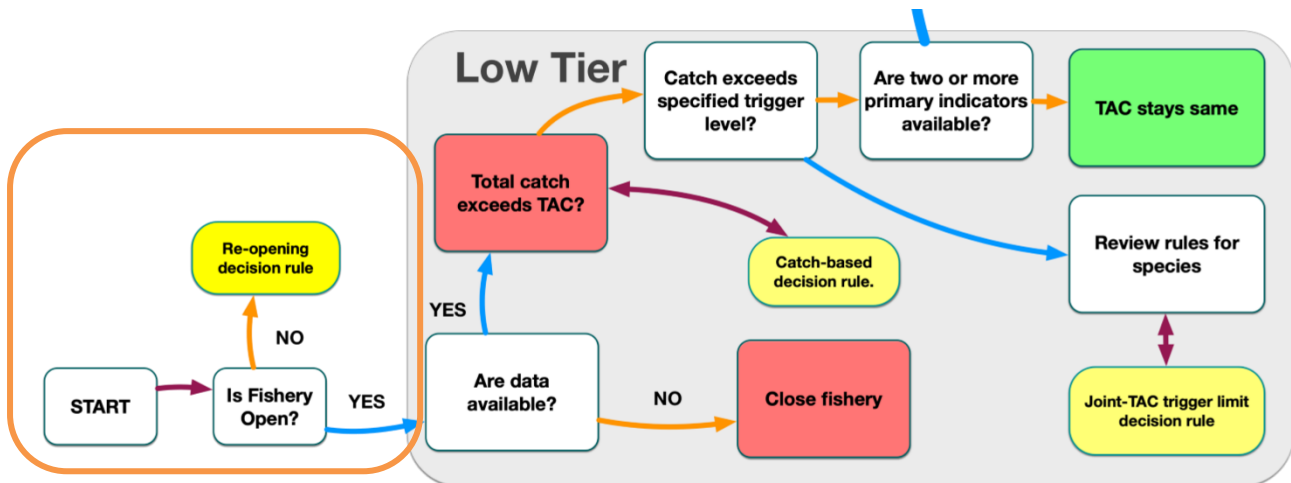 Low Tier
Catch exceeds
specified trigger
level?
Are two or more
primary indicators
available?
TAC stays same
Total catch
exceeds TAC?
Re-opening
decision rule
Catch-based
decision rule.
Review rules for
species
YES
NO
START
Is Fishery
Open?
YES
Are data
available?
NO
Close fishery
Joint-TAC trigger limit
decision rule